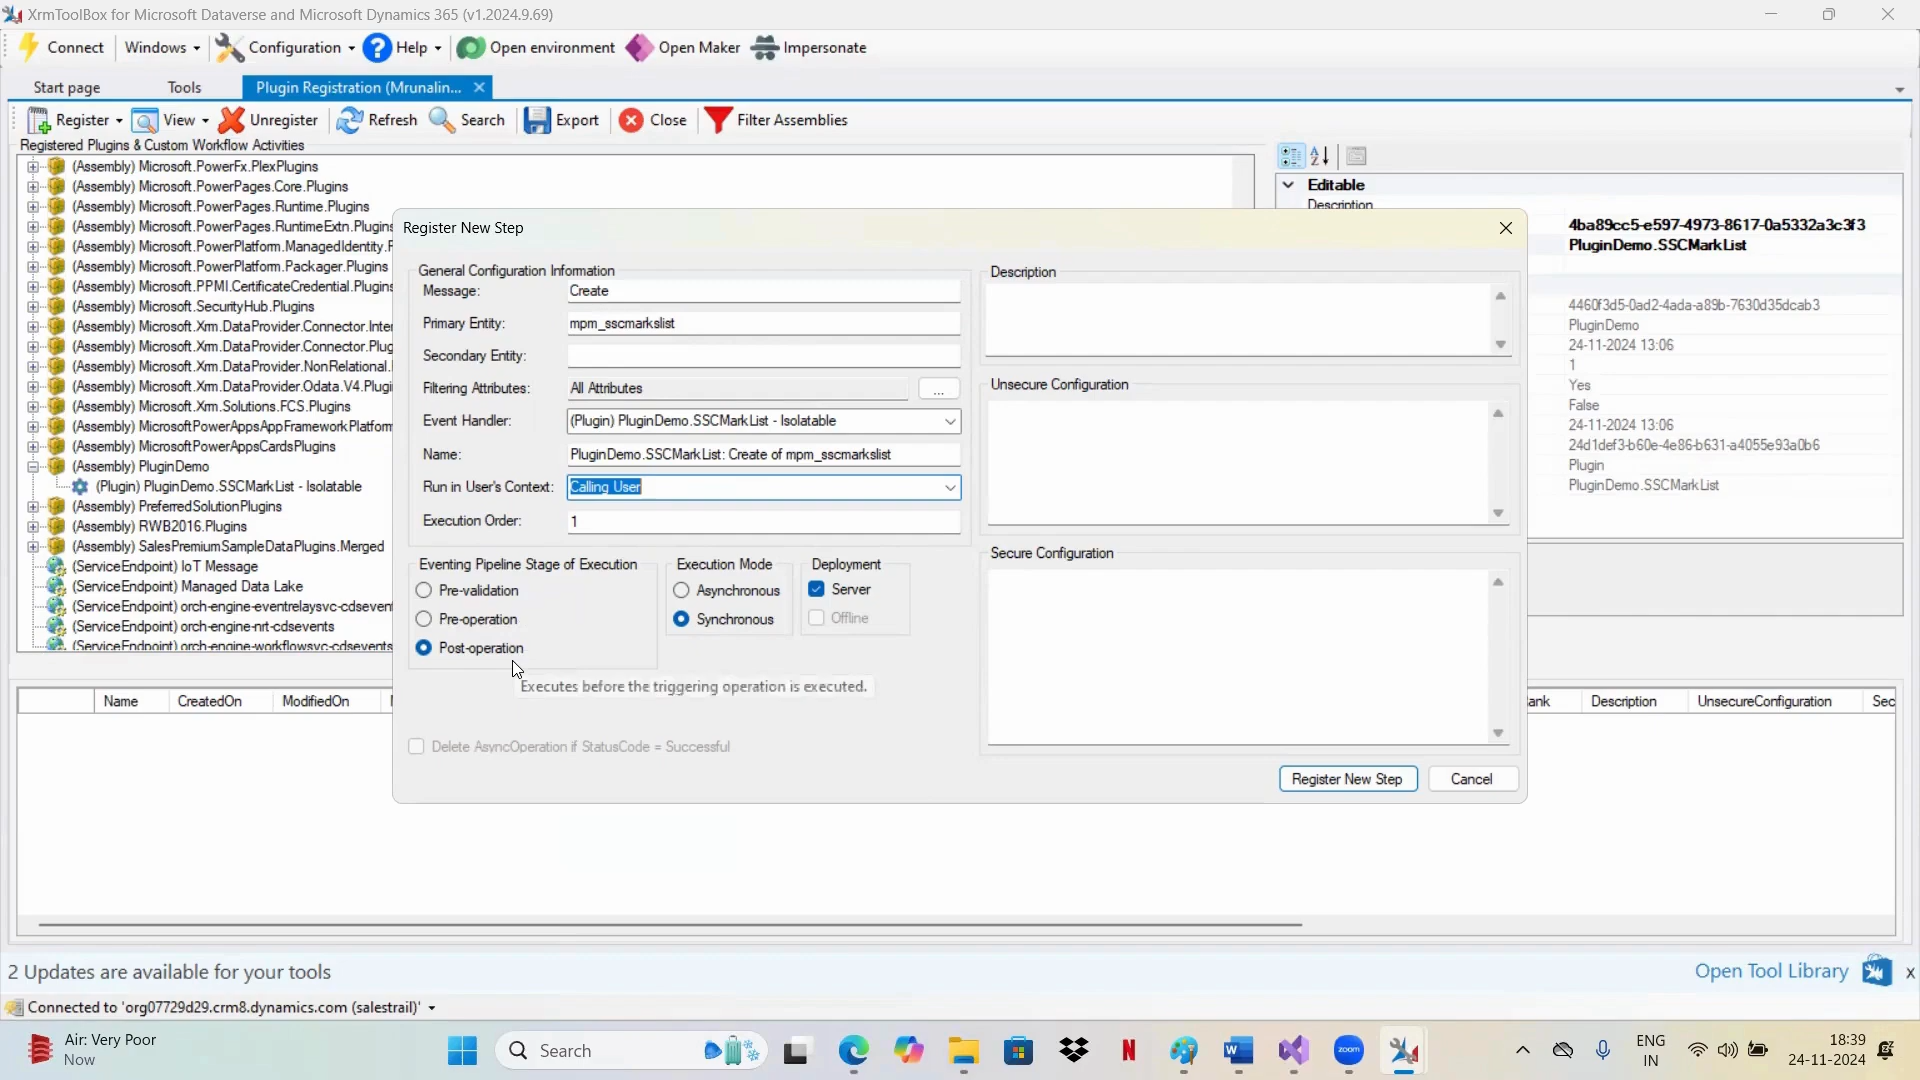 XrmToolBox for Microsoft Dataverse and Microsoft Dynamics 365 (v1.2024.9.69)
Connect Windows Configuration Help Open environment Open Maker Impersonate
Start page Tools Plugin Registration (Mrunalin...
Register View Unregister Refresh Search Export Close Filter Assemblies
Registered Plugins & Custom Workflow Activities
(Assembly) Microsoft.PowerFx.PlexPlugins
(Assembly) Microsoft.PowerPages.Core.Plugins
(Assembly) Microsoft.PowerPages.Runtime.Plugins
(Assembly) Microsoft.PowerPages.RuntimeExtn.Plugins
(Assembly) Microsoft.PowerPlatform.ManagedIdentity.P
(Assembly) Microsoft.PowerPlatform.Packager.Plugins
(Assembly) Microsoft.PPMI.CertificateCredential.Plugins
(Assembly) Microsoft.SecurityHub.Plugins
(Assembly) Microsoft.Xrm.DataProvider.Connector.Inter
(Assembly) Microsoft.Xrm.DataProvider.Connector.Plug
(Assembly) Microsoft.Xrm.DataProvider.NonRelational.
(Assembly) Microsoft.Xrm.DataProvider.Odata.V4.Plugi
(Assembly) Microsoft.Xrm.Solutions.FCS.Plugins
(Assembly) MicrosoftPowerAppsAppFrameworkPlatform
(Assembly) MicrosoftPowerAppsCardsPlugins
(Assembly) PluginDemo
(Plugin) PluginDemo.SSCMarkList - Isolatable
(Assembly) PreferredSolutionPlugins
(Assembly) RWB2016.Plugins
(Assembly) SalesPremiumSampleDataPlugins.Merged
(ServiceEndpoint) IoT Message
(ServiceEndpoint) Managed Data Lake
(ServiceEndpoint) orch-engine-eventrelaysvc-cdseven
(ServiceEndpoint) orch-engine-nrt-cdsevents
(ServiceEndpoint) orch-engine-workflowsvc-cdsevents
Editable
Description
4ba89cc5-e597-4973-8617-0a5332a3c3f3
PluginDemo.SSCMarkList
4460f3d5-0ad2-4ada-a89b-7630d35dcab3
PluginDemo
24-11-2024 13:06
1
Yes
False
24-11-2024 13:06
24d1def3-b60e-4e86-b631-a4055e93a0b6
Plugin
PluginDemo.SSCMarkList
Register New Step
General Configuration Information
Message: Create
Primary Entity: mpm_sscmarkslist
Secondary Entity:
Filtering Attributes: All Attributes ...
Event Handler: (Plugin) PluginDemo.SSCMarkList - Isolatable
Name: PluginDemo.SSCMarkList: Create of mpm_sscmarkslist
Run in User's Context: Calling User
Execution Order: 1
Eventing Pipeline Stage of Execution
Pre-validation
Pre-operation
Post-operation
Execution Mode
Asynchronous
Synchronous
Deployment
Server
Offline
Executes before the triggering operation is executed.
Delete AsyncOperation if StatusCode = Successful
Description
Unsecure Configuration
Secure Configuration
Register New Step Cancel
Name CreatedOn ModifiedOn ank Description UnsecureConfiguration Sec
2 Updates are available for your tools
Open Tool Library x
Connected to 'org07729d29.crm8.dynamics.com (salestrail)'
Air: Very Poor
Now
Search
N
W
zoom
ENG
IN
18:39
24-11-2024